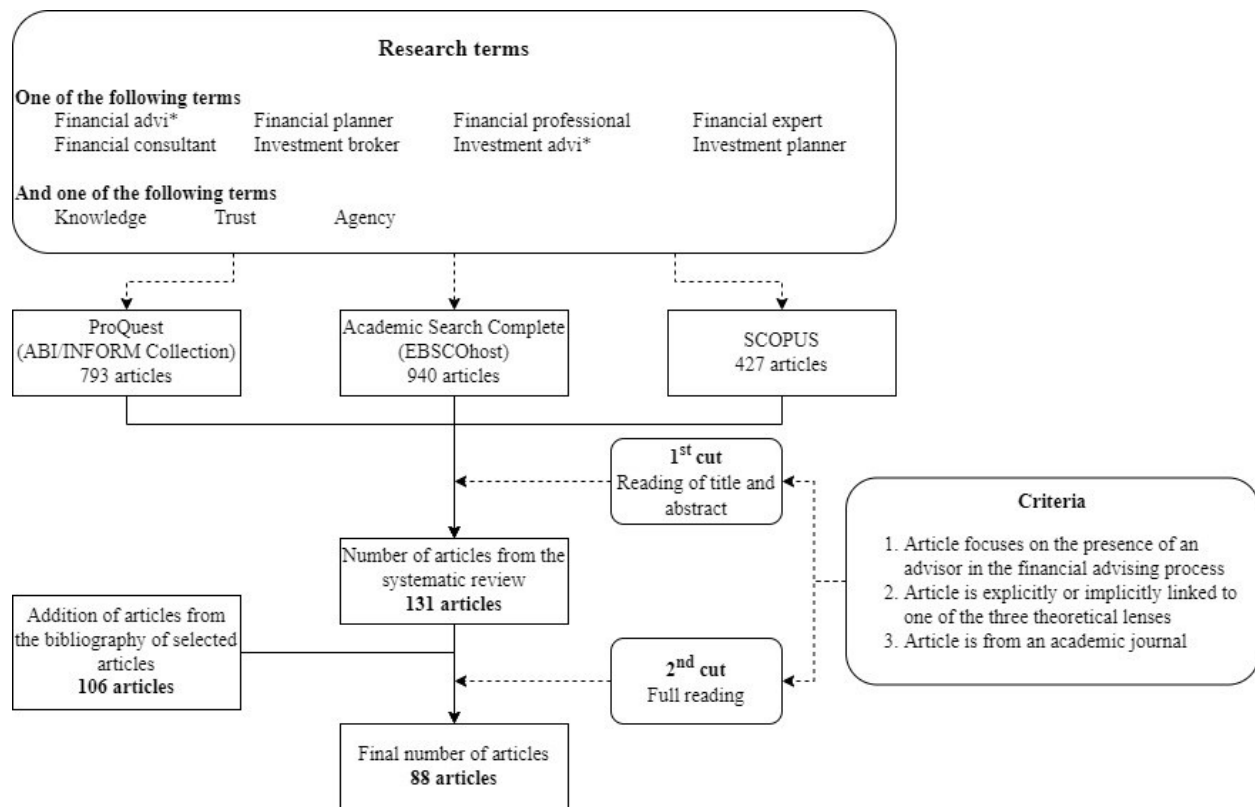 Research terms
One of the following terms
Financial advi* Financial planner Financial professional Financial expert
Financial consultant Investment broker Investment advi* Investment planner
And one of the following terms
Knowledge Trust Agency
ProQuest
(ABI/INFORM Collection)
793 articles
Academic Search Complete
(EBSCOhost)
940 articles
SCOPUS
427 articles
1st cut
Reading of title and
abstract
Criteria
1. Article focuses on the presence of an
advisor in the financial advising process
2. Article is explicitly or implicitly linked to
one of the three theoretical lenses
3. Article is from an academic journal
Number of articles from the
systematic review
131 articles
Addition of articles from
the bibliography of selected
articles
106 articles
2nd cut
Full reading
Final number of articles
88 articles